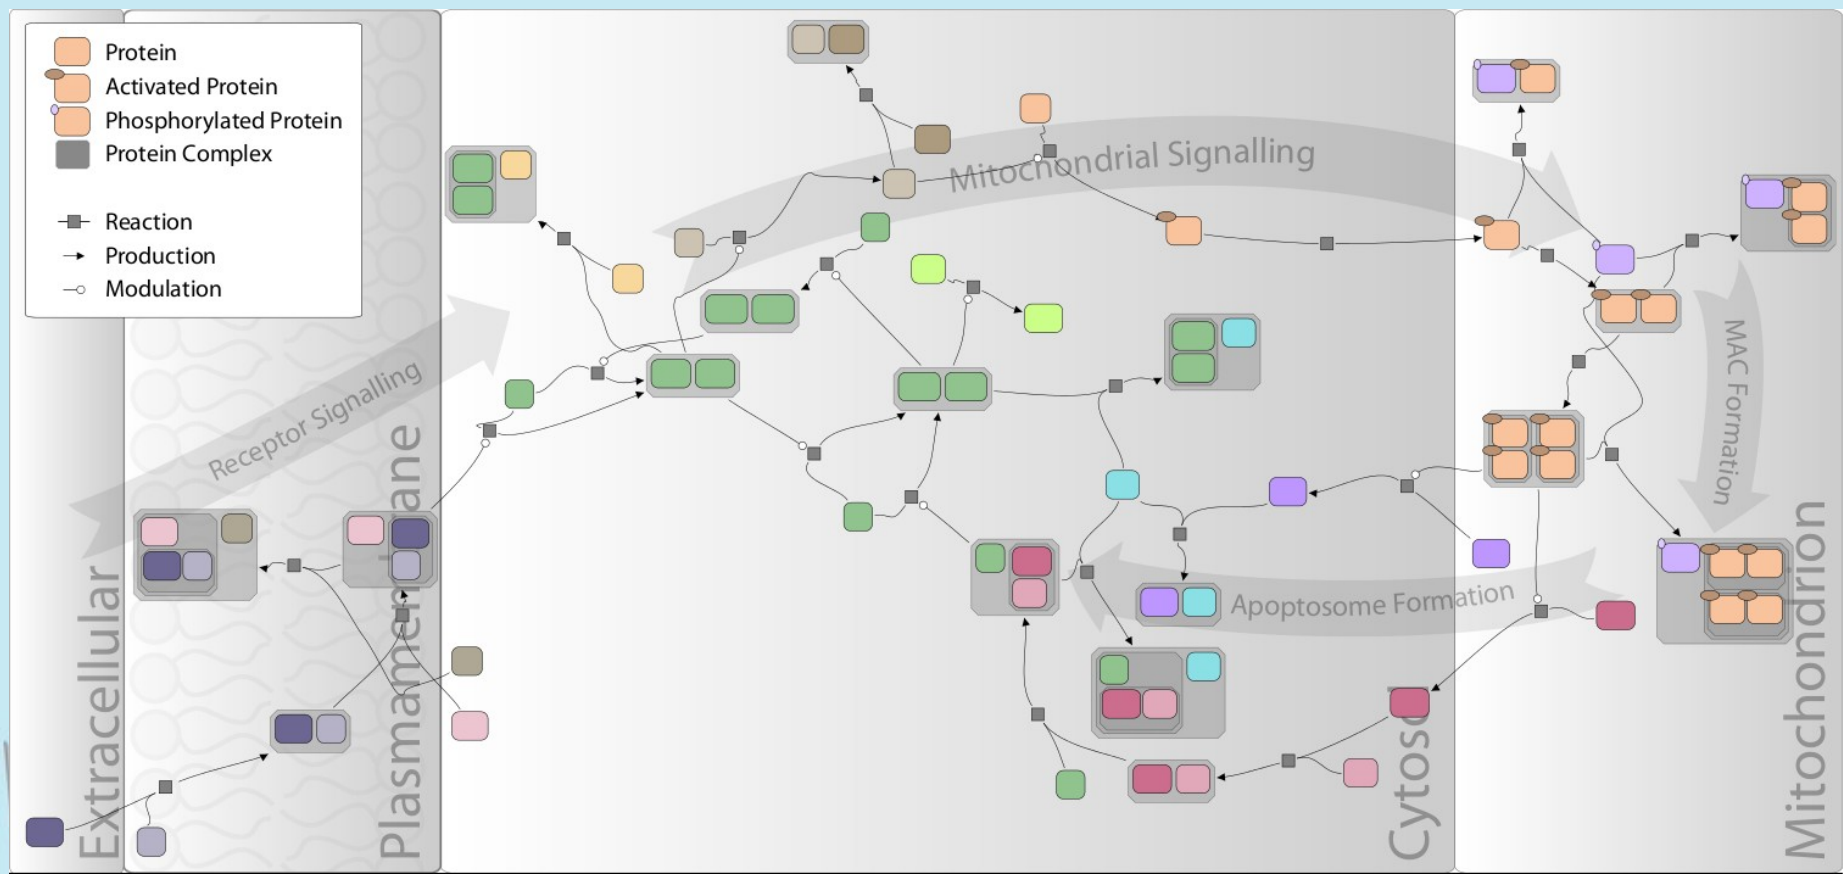 Protein
Activated Protein
Phosphorylated Protein
Protein Complex
Reaction
Production
Modulation
Mitochondrial Signalling
Receptor Signalling
MAC Formation
Apoptosome Formation
Extracellular
Plasmamembrane
Cytosol
Mitochondrion